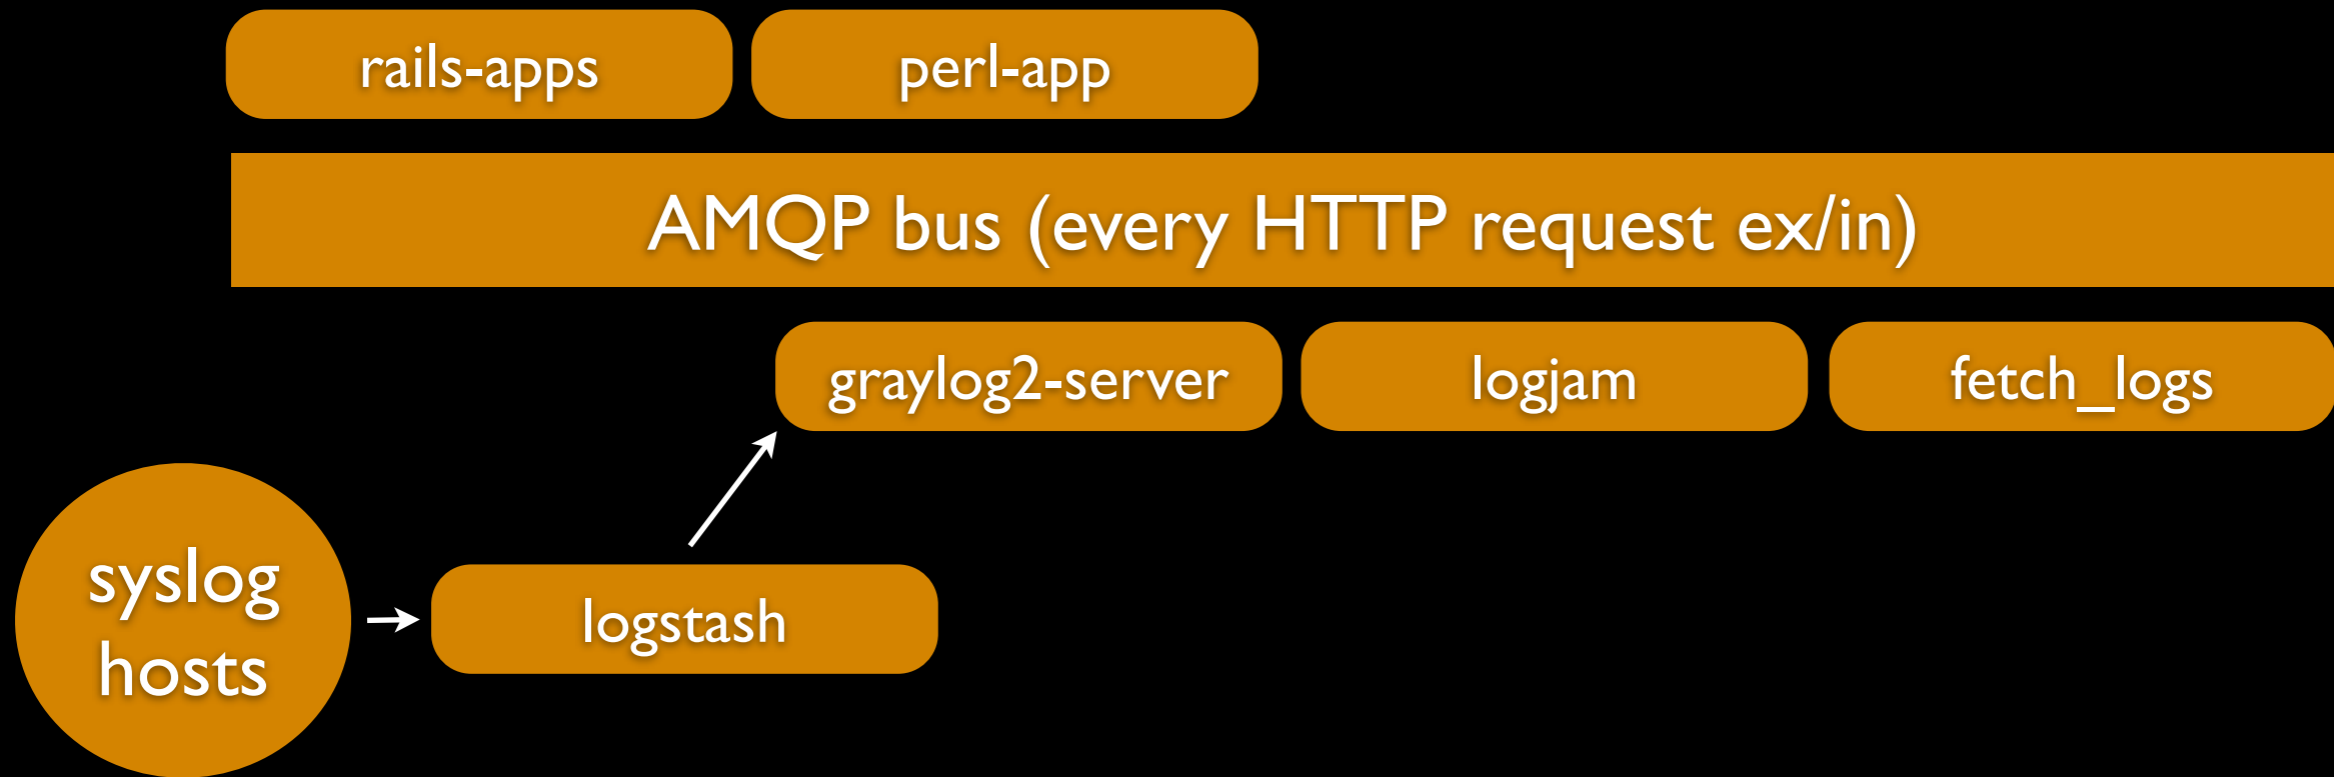 rails-apps
perl-app
AMQP bus (every HTTP request ex/in)
graylog2-server
logjam
fetch_logs
syslog
hosts
logstash